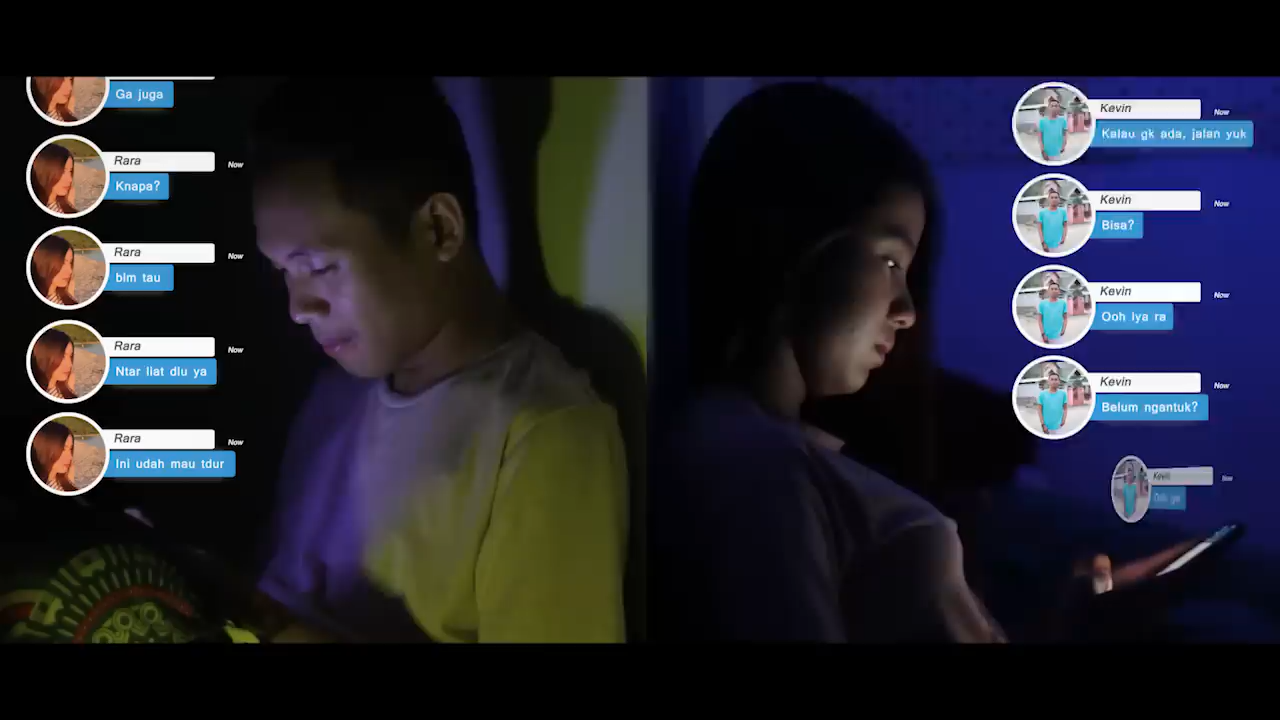 Ga juga
Rara
Now
Knapa?
Rara
Now
blm tau
Rara
Now
Ntar liat dlu ya
Rara
Now
Ini udah mau tdur
Kevin
Now
Kalau gk ada, jalan yuk
Kevin
Now
Bisa?
Kevin
Now
Ooh iya ra
Kevin
Now
Belum ngantuk?
Kevin
Now